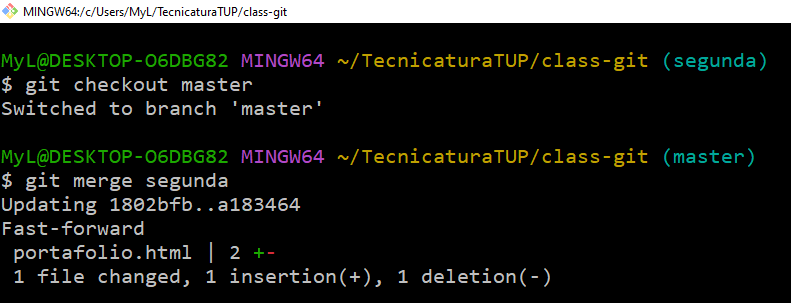 MINGW64:/c/Users/MyL/TecnicaturaTUP/class-git
MyL@DESKTOP-O6DBG82 MINGW64 ~/TecnicaturaTUP/class-git (segunda)
$ git checkout master
Switched to branch 'master'
MyL@DESKTOP-O6DBG82 MINGW64 ~/TecnicaturaTUP/class-git (master)
$ git merge segunda
Updating 1802bfb..a183464
Fast-forward
 portafolio.html | 2 +-
 1 file changed, 1 insertion(+), 1 deletion(-)